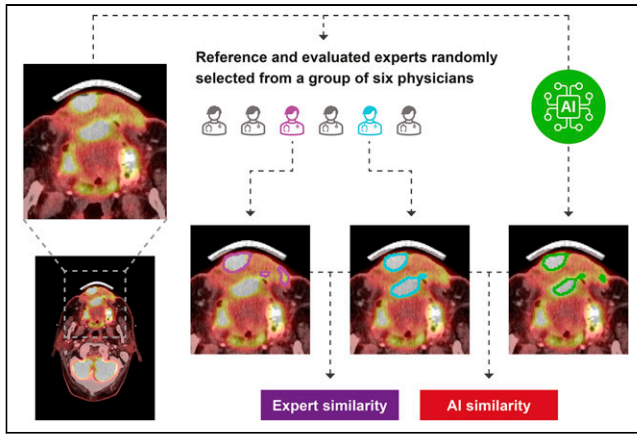 Reference and evaluated experts randomly
selected from a group of six physicians
AI
Expert similarity
AI similarity